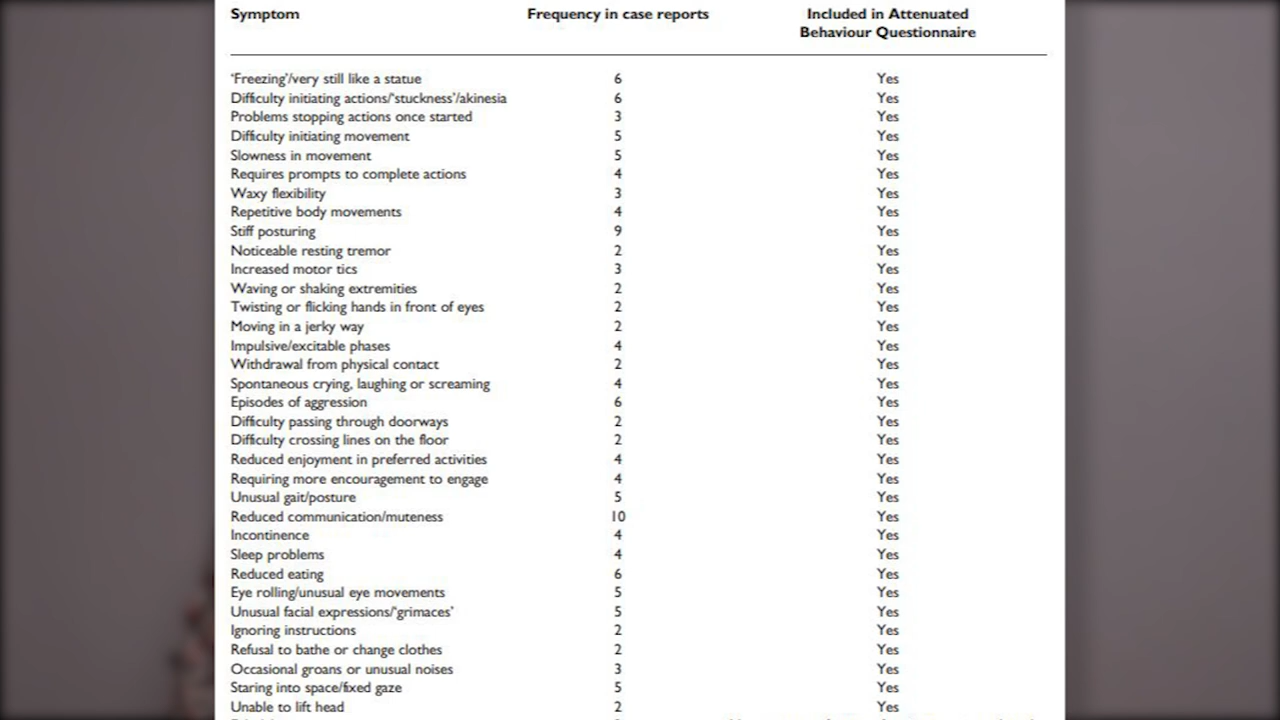 Symptom Frequency in case reports Included in Attenuated
Behaviour Questionnaire
‘Freezing’/very still like a statue 6 Yes
Difficulty initiating actions/‘stuckness’/akinesia 6 Yes
Problems stopping actions once started 3 Yes
Difficulty initiating movement 5 Yes
Slowness in movement 5 Yes
Requires prompts to complete actions 4 Yes
Waxy flexibility 3 Yes
Repetitive body movements 4 Yes
Stiff posturing 9 Yes
Noticeable resting tremor 2 Yes
Increased motor tics 3 Yes
Waving or shaking extremities 2 Yes
Twisting or flicking hands in front of eyes 2 Yes
Moving in a jerky way 2 Yes
Impulsive/excitable phases 4 Yes
Withdrawal from physical contact 2 Yes
Spontaneous crying, laughing or screaming 4 Yes
Episodes of aggression 6 Yes
Difficulty passing through doorways 2 Yes
Difficulty crossing lines on the floor 2 Yes
Reduced enjoyment in preferred activities 4 Yes
Requiring more encouragement to engage 4 Yes
Unusual gait/posture 5 Yes
Reduced communication/muteness 10 Yes
Incontinence 4 Yes
Sleep problems 4 Yes
Reduced eating 6 Yes
Eye rolling/unusual eye movements 5 Yes
Unusual facial expressions/‘grimaces’ 5 Yes
Ignoring instructions 2 Yes
Refusal to bathe or change clothes 2 Yes
Occasional groans or unusual noises 3 Yes
Staring into space/fixed gaze 5 Yes
Unable to lift head 2 Yes